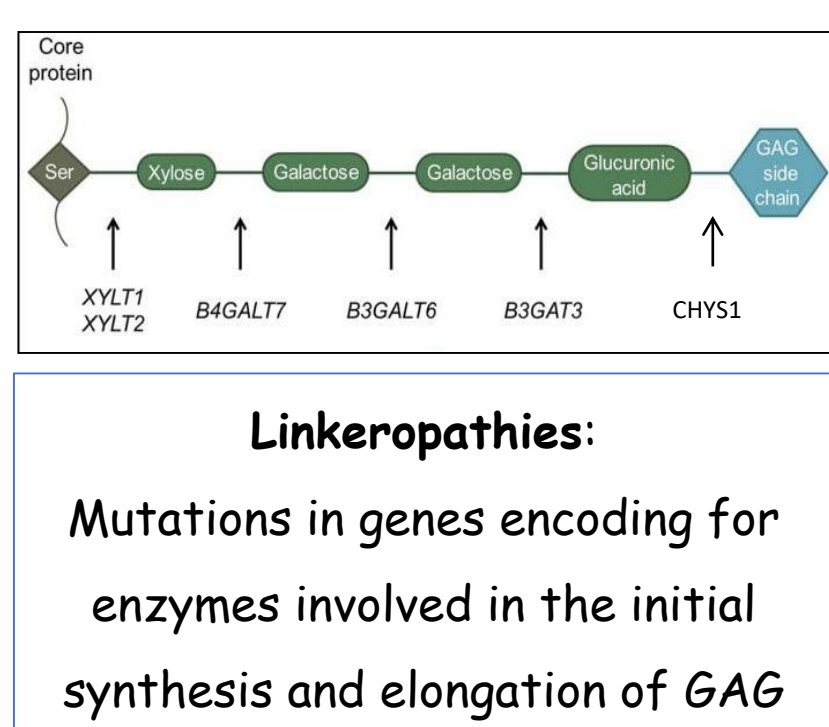 Core
protein
Ser
Xylose
Galactose
Galactose
Glucuronic
acid
GAG
side
chain
XYLT1
XYLT2
B4GALT7
B3GALT6
B3GAT3
CHYS1
Linkeropathies:
Mutations in genes encoding for
enzymes involved in the initial
synthesis and elongation of GAG